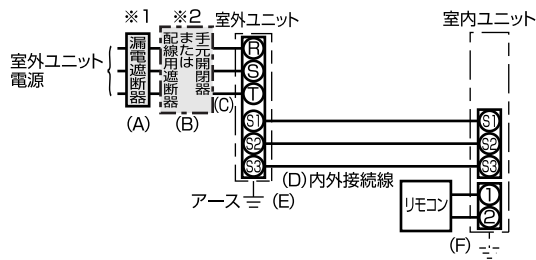 ※1
※2
室外ユニット
室内ユニット
室外ユニット
電源
漏電遮断器
手元開閉器
または
配線用遮断器
R
S
T
(A)
(B)
(C)
S1
S2
S3
S1
S2
S3
(D) 内外接続線
アース
(E)
リモコン
1
2
(F)